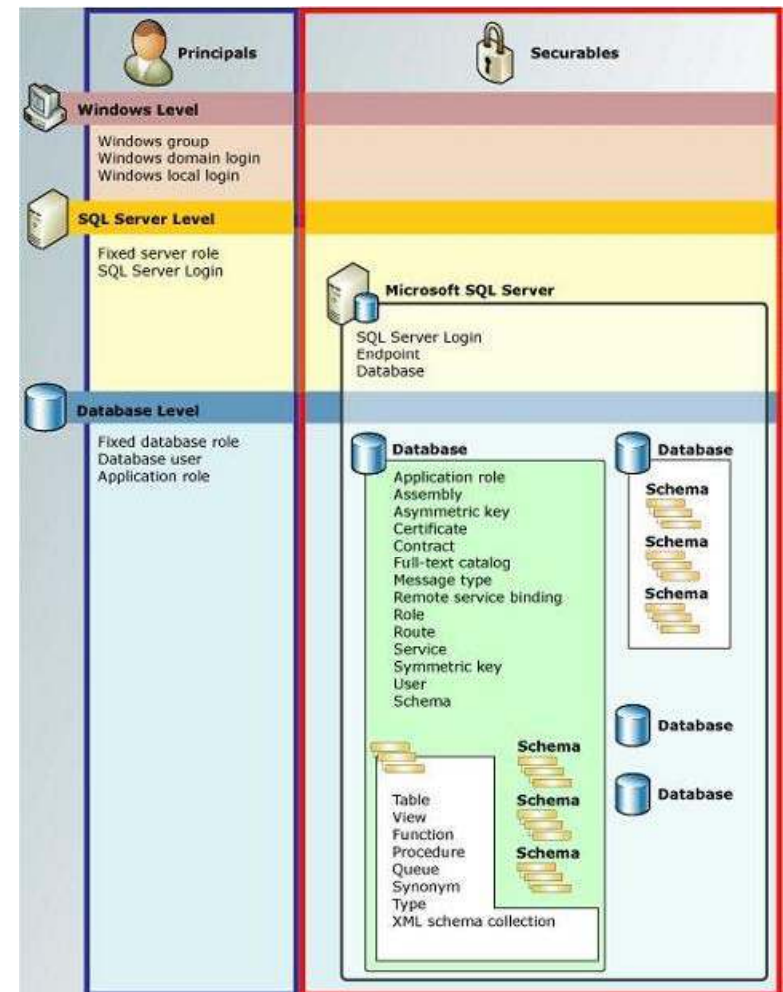 Principals
Securables
Windows Level
Windows group
Windows domain login
Windows local login
SQL Server Level
Fixed server role
SQL Server Login
Microsoft SQL Server
SQL Server Login
Endpoint
Database
Database Level
Fixed database role
Database user
Application role
Database
Application role
Assembly
Asymmetric key
Certificate
Contract
Full-text catalog
Message type
Remote service binding
Role
Route
Service
Symmetric key
User
Schema
Table
View
Function
Procedure
Queue
Synonym
Type
XML schema collection
Schema
Schema
Schema
Database
Schema
Schema
Schema
Database
Database